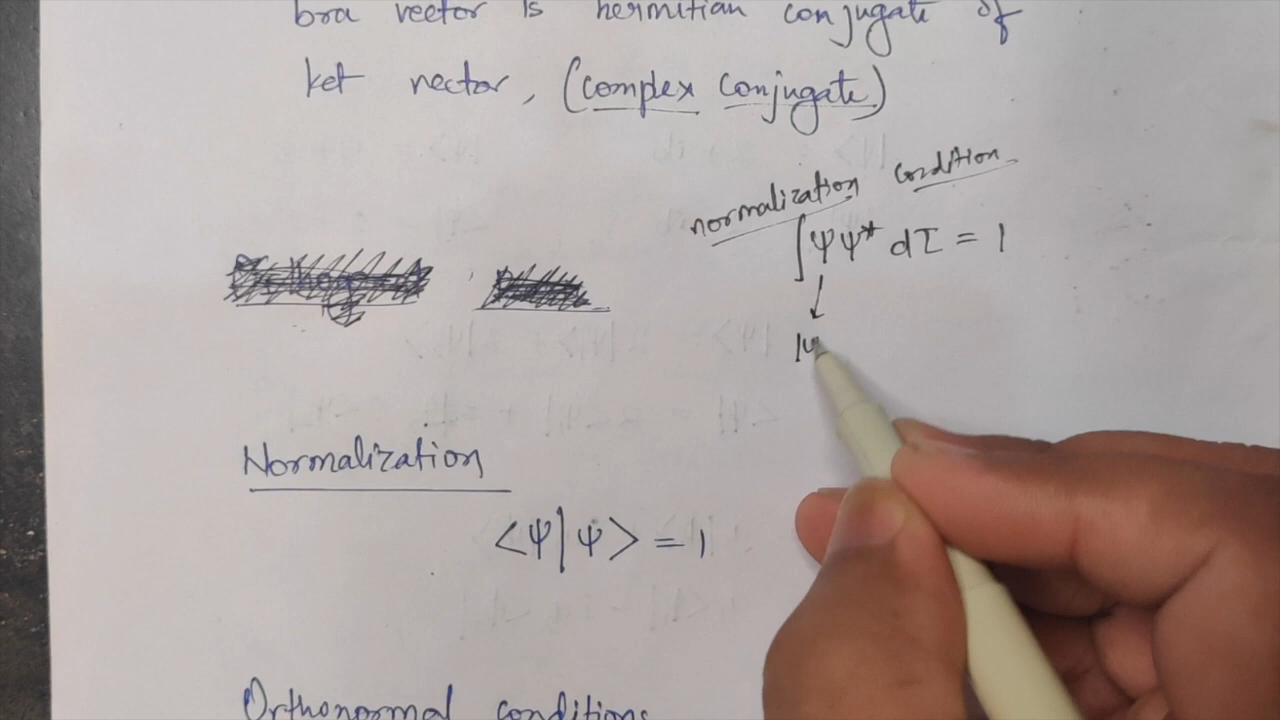 bra vector is hermitian conjugate of
ket vector, (complex conjugate)
normalization condition
∫ψψ* dτ = 1
|ψ
Normalization
<ψ|ψ> = 1
Orthonormal conditions